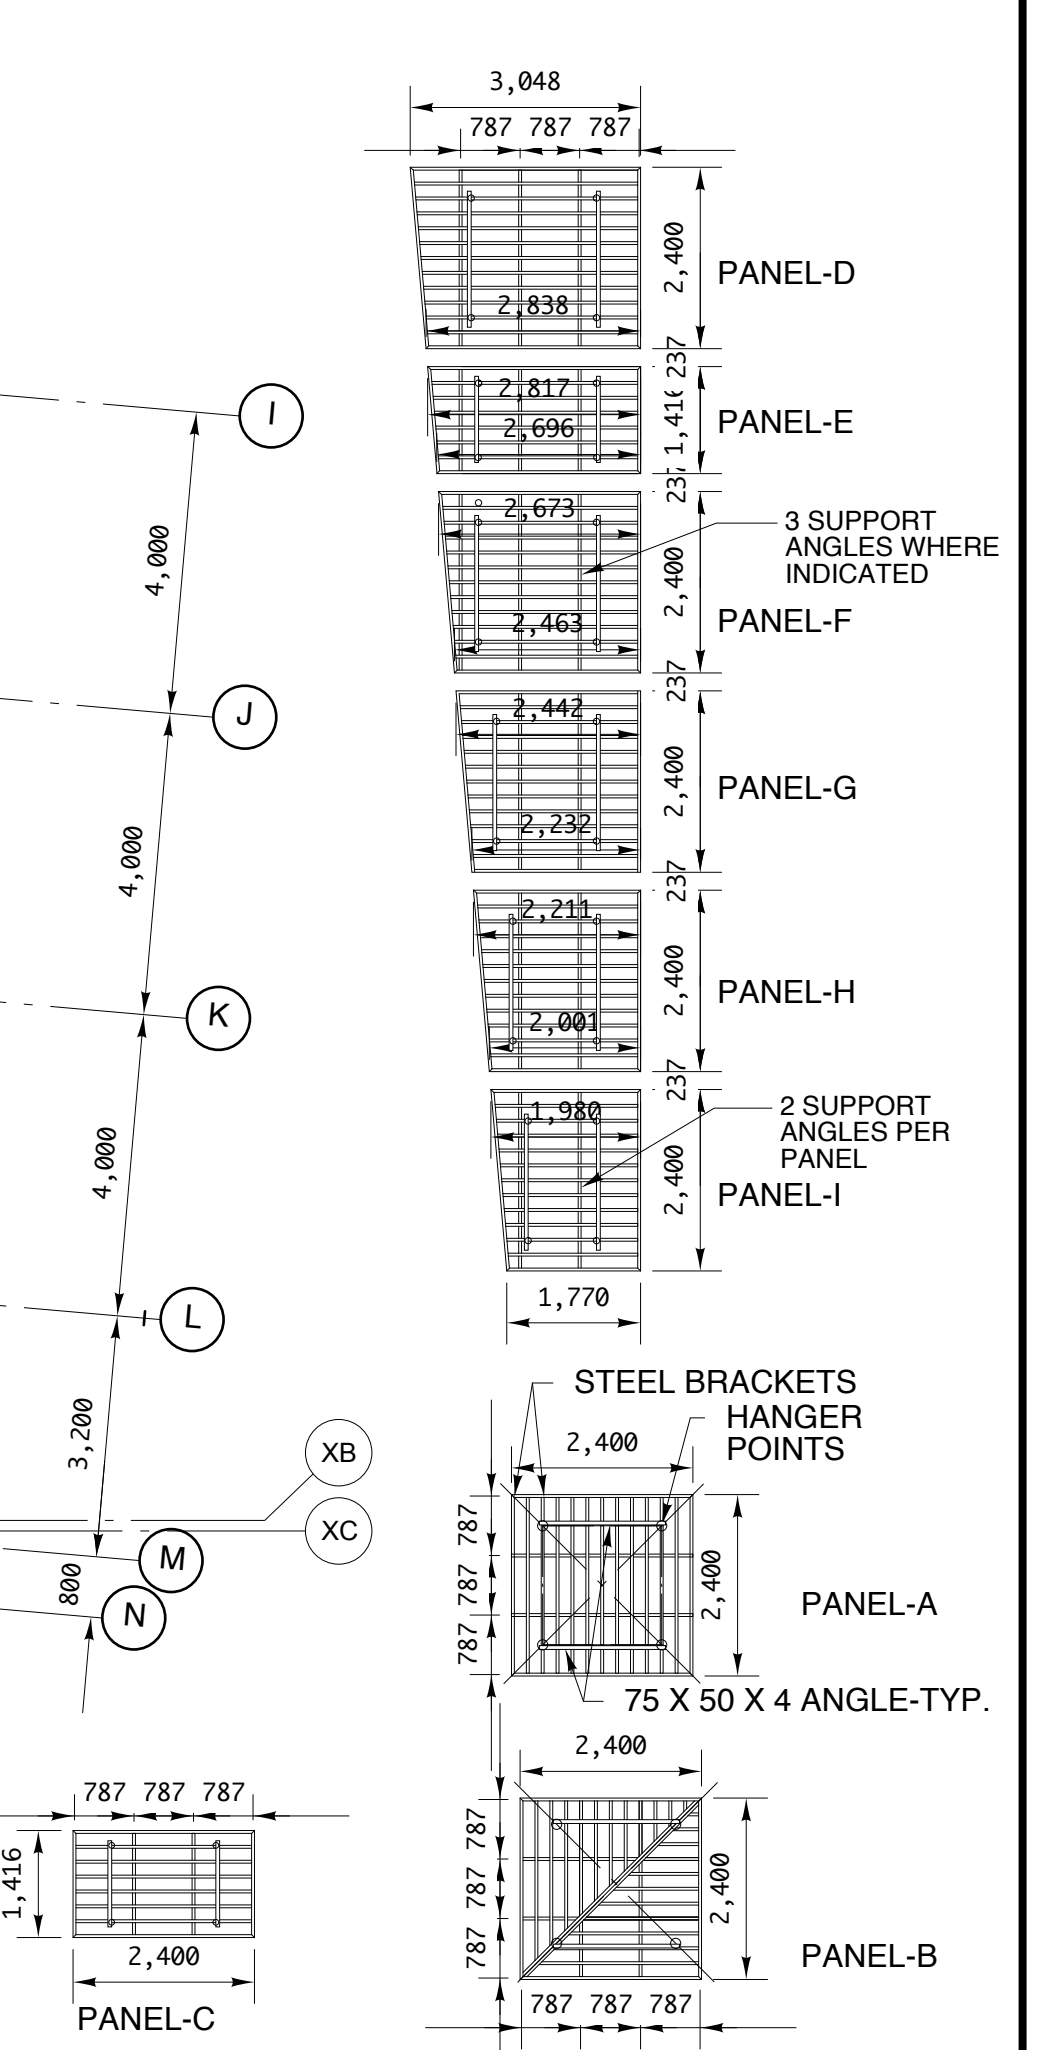 3,048
787 787 787
2,400
PANEL-D
2,838
237
2,817
1,416
PANEL-E
2,696
237
2,673
3 SUPPORT
ANGLES WHERE
INDICATED
2,400
PANEL-F
2,463
237
2,442
2,400
PANEL-G
2,232
237
2,211
2,400
PANEL-H
2,001
237
1,980
2 SUPPORT
ANGLES PER
PANEL
2,400
PANEL-I
1,770
I
4,000
J
4,000
K
4,000
L
3,200
XB
XC
M
800
N
STEEL BRACKETS
HANGER
POINTS
2,400
787
787
787
2,400
PANEL-A
75 X 50 X 4 ANGLE-TYP.
2,400
787
787
787
2,400
PANEL-B
787 787 787
787 787 787
1,416
2,400
PANEL-C